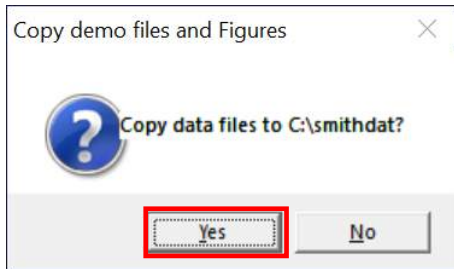 Copy demo files and Figures
Copy data files to C:\smithdat?
Yes
No